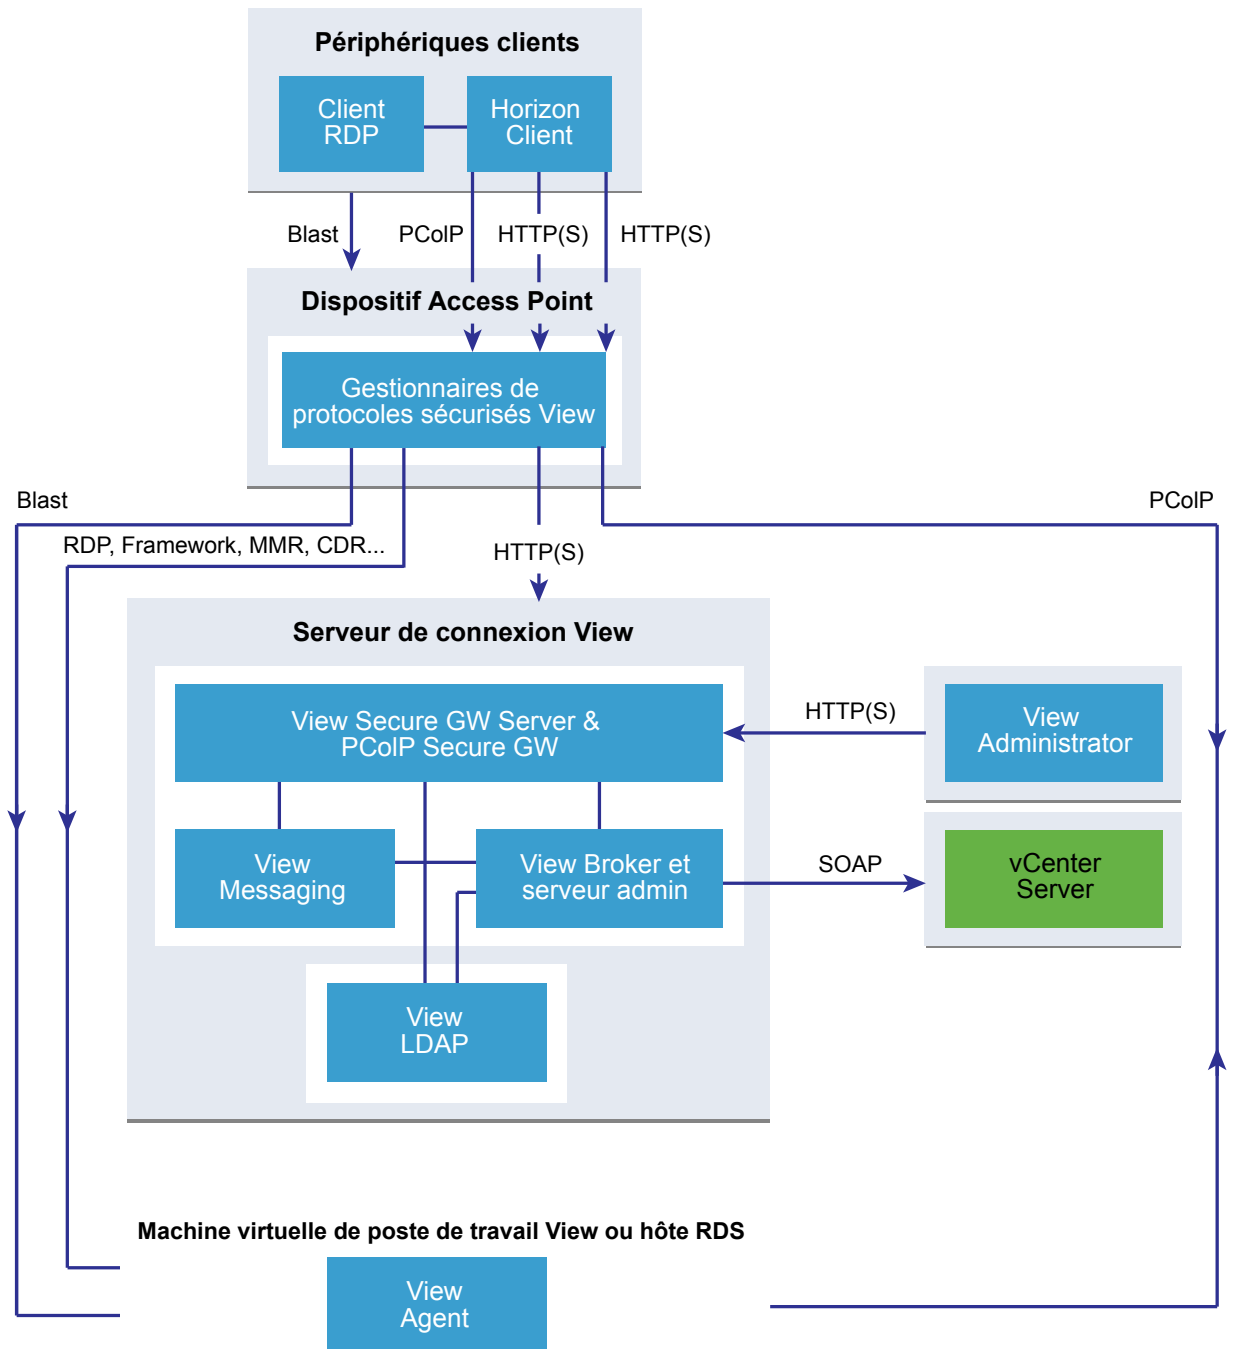 Périphériques clients
Client
RDP
Horizon
Client
Blast
PCoIP
HTTP(S)
HTTP(S)
Dispositif Access Point
Gestionnaires de
protocoles sécurisés View
Blast
PCoIP
RDP, Framework, MMR, CDR...
HTTP(S)
Serveur de connexion View
View Secure GW Server &
PCoIP Secure GW
HTTP(S)
View
Administrator
View
Messaging
View Broker et
serveur admin
SOAP
vCenter
Server
View
LDAP
Machine virtuelle de poste de travail View ou hôte RDS
View
Agent